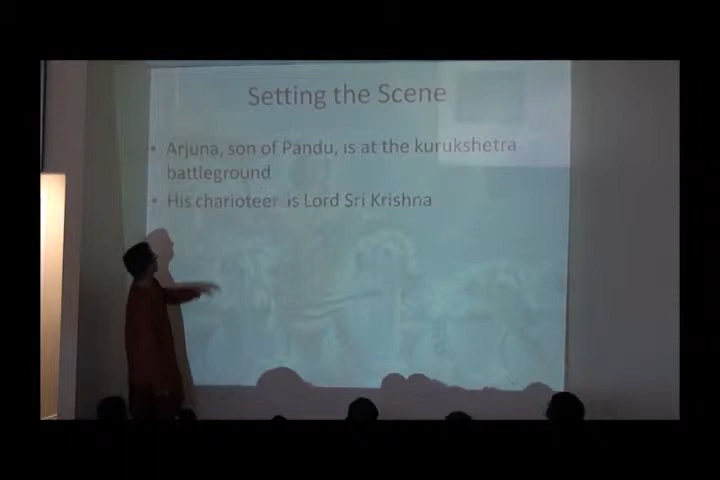 Setting the Scene
• Arjuna, son of Pandu, is at the kurukshetra
battleground
• His charioteer is Lord Sri Krishna